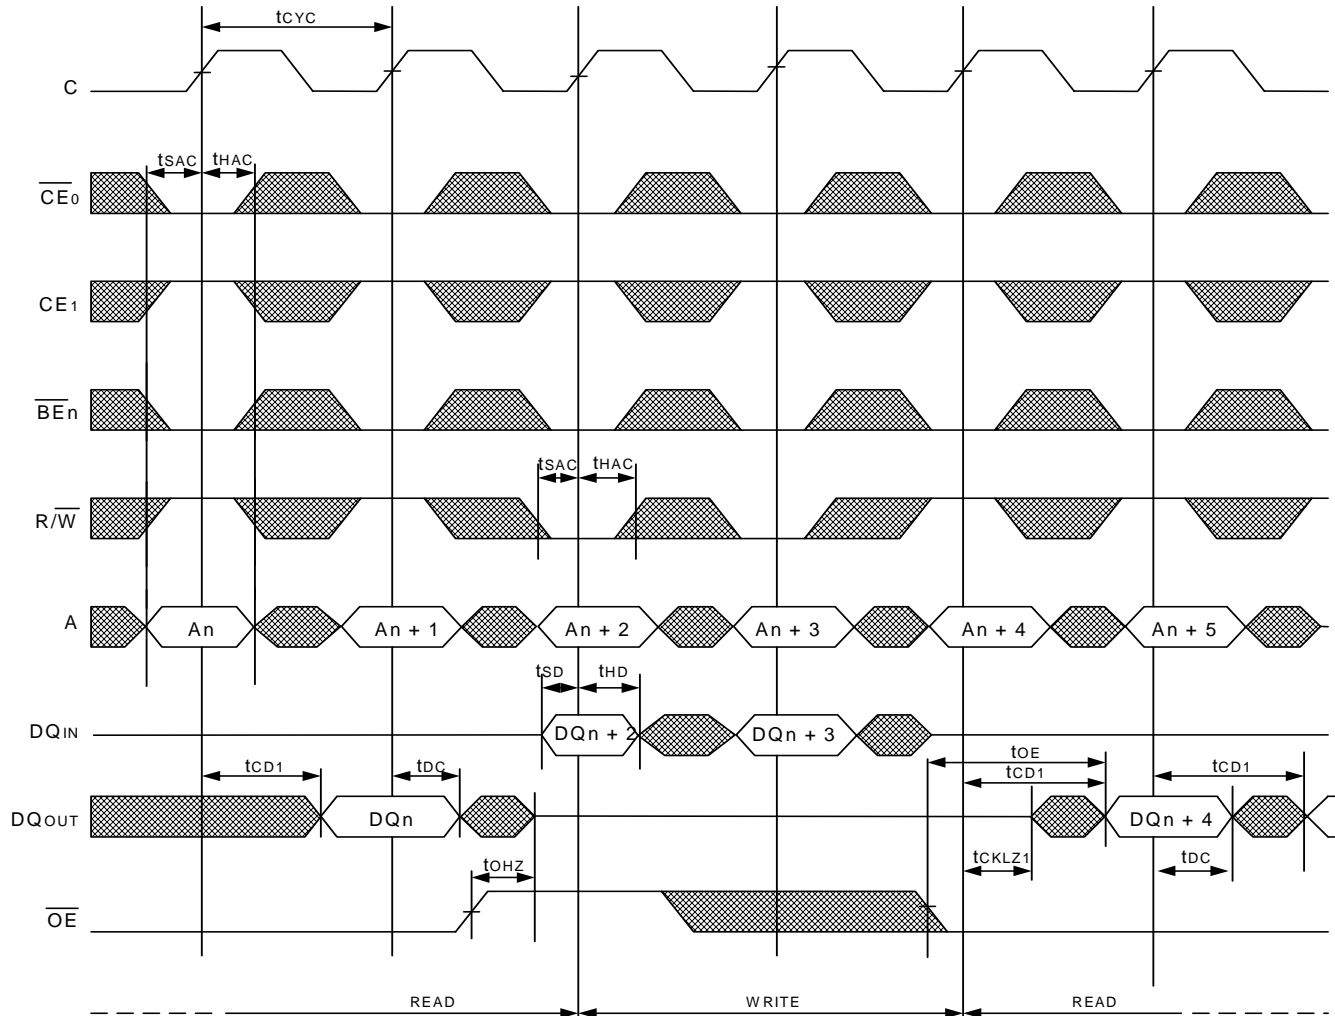 tCYC
C
tSAC tHAC
CE0
CE1
BEn
tSAC tHAC
R/W
A An An + 1 An + 2 An + 3 An + 4 An + 5
tSD tHD
DQIN DQn + 2 DQn + 3
tOE
tCD1 tDC tCD1 tCD1
DQOUT DQn DQn + 4
tOHZ tCKLZ1 tDC
OE
READ WRITE READ